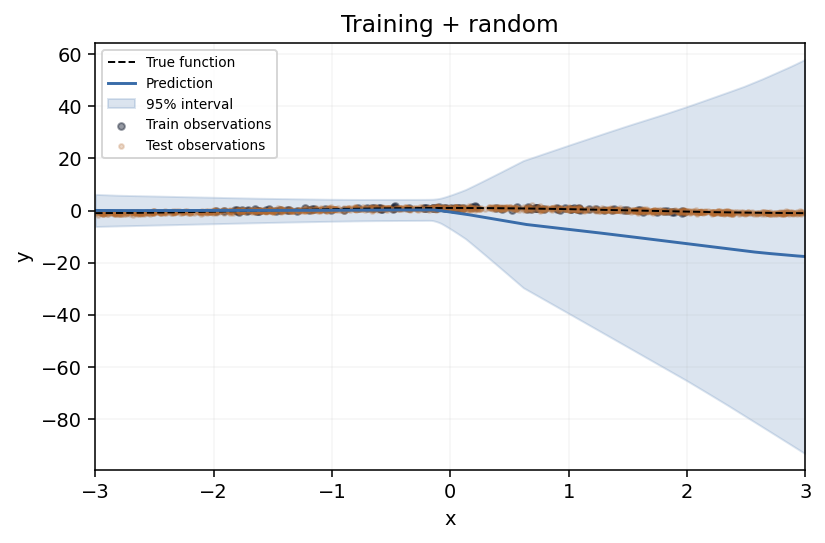 Training + random
60
40
20
0
−20
−40
−60
−80
y
True function
Prediction
95% interval
Train observations
Test observations
−3
−2
−1
0
1
2
3
x